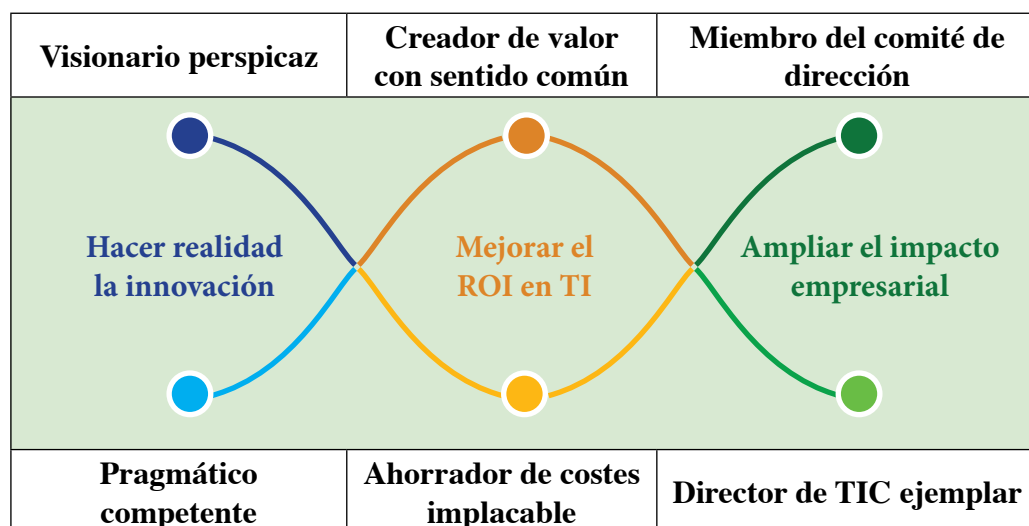 Visionario perspicaz
Creador de valor
con sentido común
Miembro del comité de
dirección
Hacer realidad
la innovación
Mejorar el
ROI en TI
Ampliar el impacto
empresarial
Pragmático
competente
Ahorrador de costes
implacable
Director de TIC ejemplar